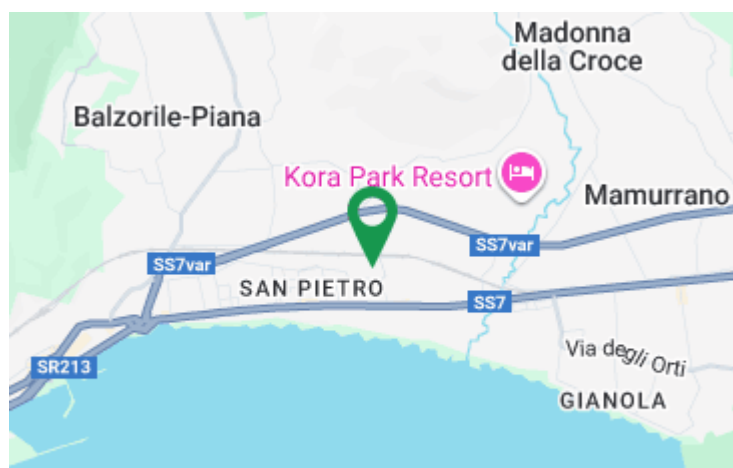 Madonna
della Croce
Balzorile-Piana
Kora Park Resort
Mamurrano
SS7var
SS7var
SAN PIETRO
SS7
Via degli Orti
SR213
GIANOLA